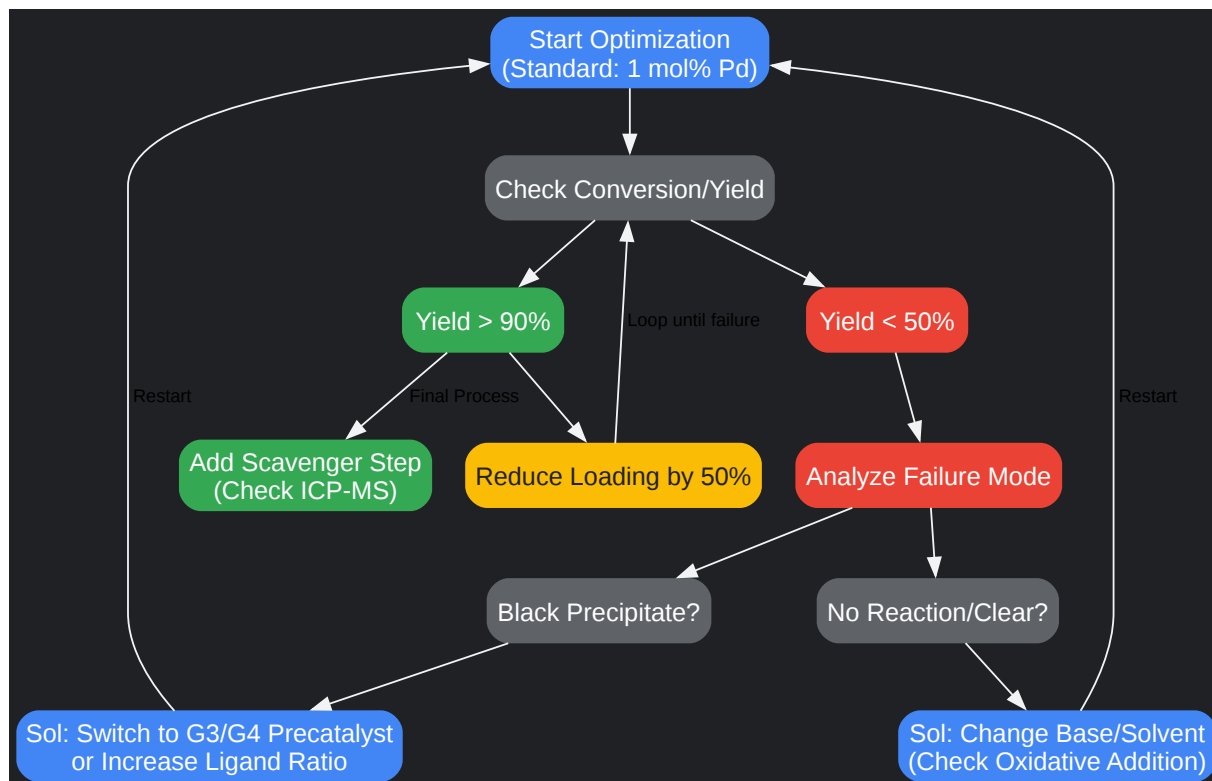 Start Optimization
(Standard: 1 mol% Pd)
Check Conversion/Yield
Yield > 90%
Loop until failure
Yield < 50%
Restart
Final Process
Restart
Add Scavenger Step
(Check ICP-MS)
Reduce Loading by 50%
Analyze Failure Mode
Black Precipitate?
No Reaction/Clear?
Sol: Switch to G3/G4 Precatalyst
or Increase Ligand Ratio
Sol: Change Base/Solvent
(Check Oxidative Addition)